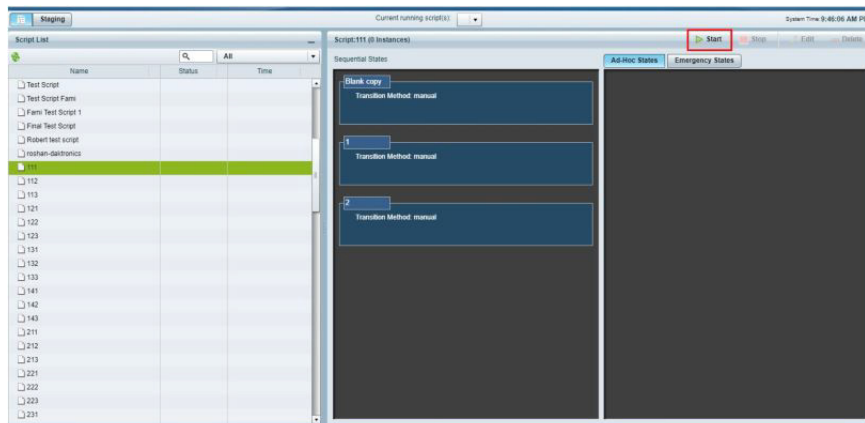 Staging
Current running script(s):
System Time: 9:46:06 AM
Script List
Script:111 (0 Instances)
Start
Stop
Edit
Delete
All
Sequential States
Ad-Hoc States
Emergency States
Name
Status
Time
Test Script
Test Script Fami
Fami Test Script 1
Final Test Script
Robert test script
roshan-daktronics
111
112
113
121
122
123
131
132
133
141
142
143
211
212
213
221
222
223
231
Blank copy
Transition Method: manual
1
Transition Method: manual
2
Transition Method: manual